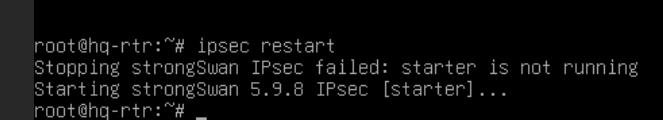 root@hq-rtr:~# ipsec restart
Stopping strongSwan IPsec failed: starter is not running
Starting strongSwan 5.9.8 IPsec [starter]...
root@hq-rtr:~# _